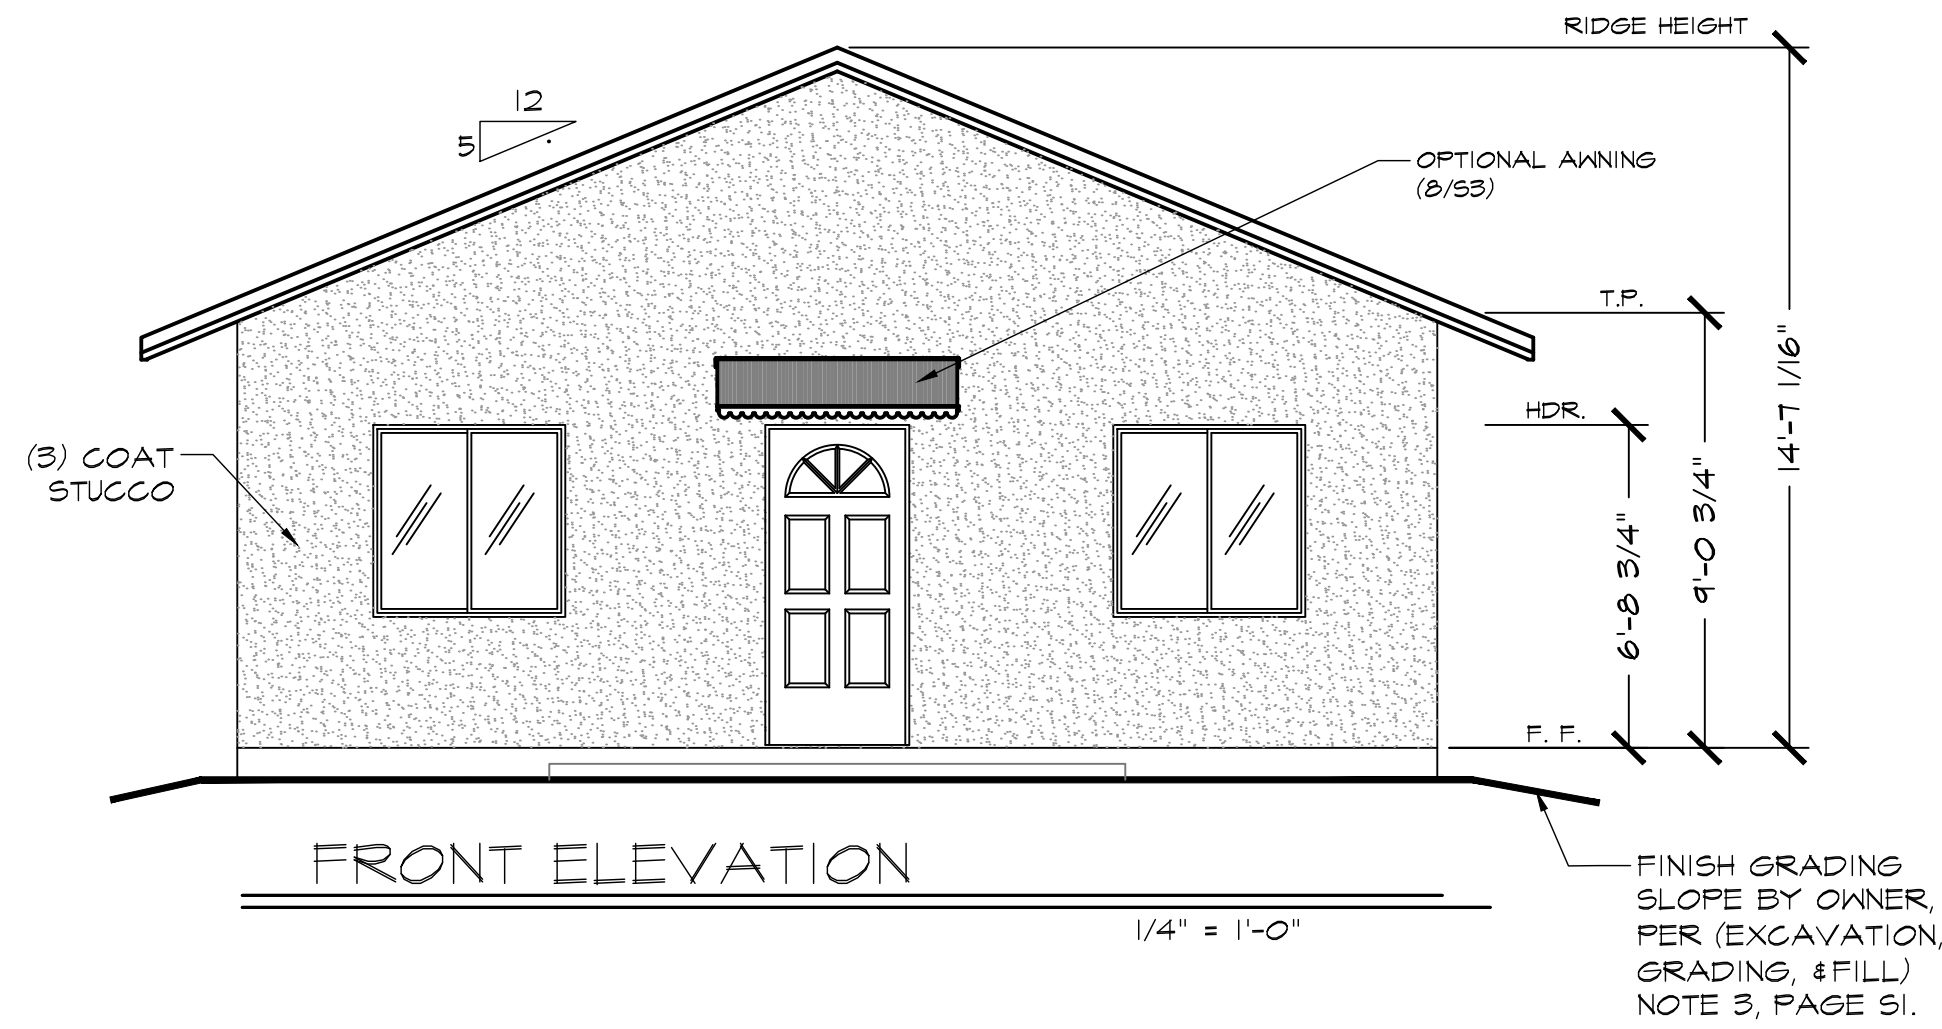 RIDGE HEIGHT
12
5
OPTIONAL AWNING
(8/S3)
T.P.
14'-7 1/16"
HDR.
(3) COAT
STUCCO
9'-0 3/4"
6'-8 3/4"
F. F.
FRONT ELEVATION
1/4" = 1'-0"
FINISH GRADING
SLOPE BY OWNER,
PER (EXCAVATION,
GRADING, & FILL)
NOTE 3, PAGE S1.